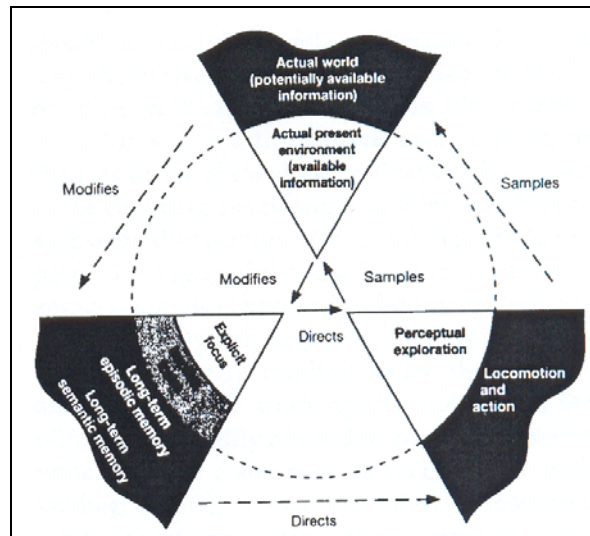 Actual world
(potentially available
information)
Actual present
environment
(available
information)
Modifies
Samples
Modifies
Samples
Directs
Explicit
focus
Long-term
episodic memory
Long-term
semantic memory
Perceptual
exploration
Locomotion
and
action
Directs